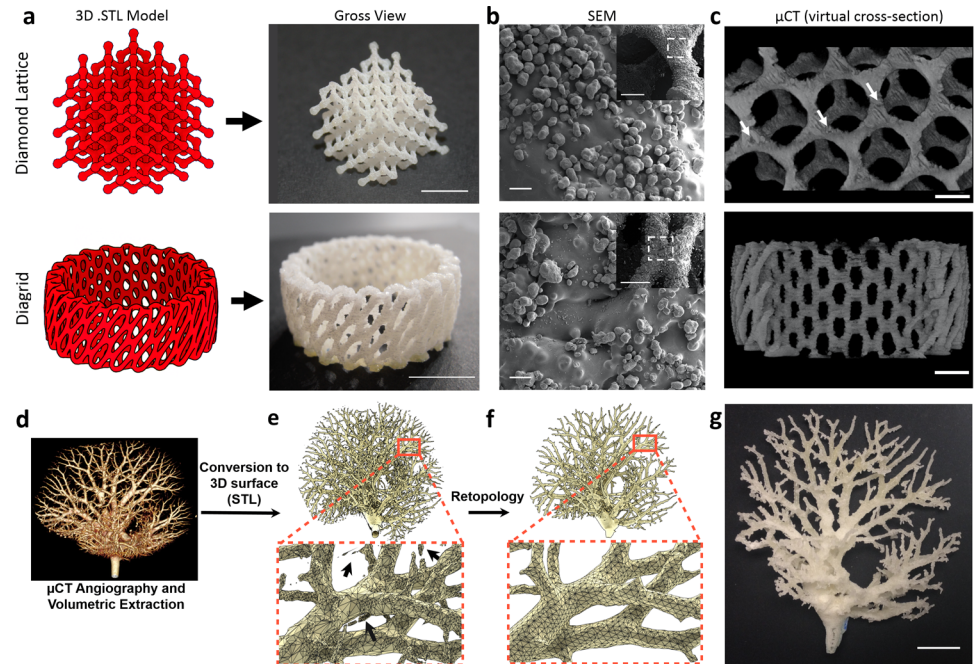 a
3D .STL Model
Gross View
b
SEM
c
µCT (virtual cross-section)
Diamond Lattice
Diagrid
d
µCT Angiography and
Volumetric Extraction
Conversion to
3D surface
(STL)
e
Retopology
f
g